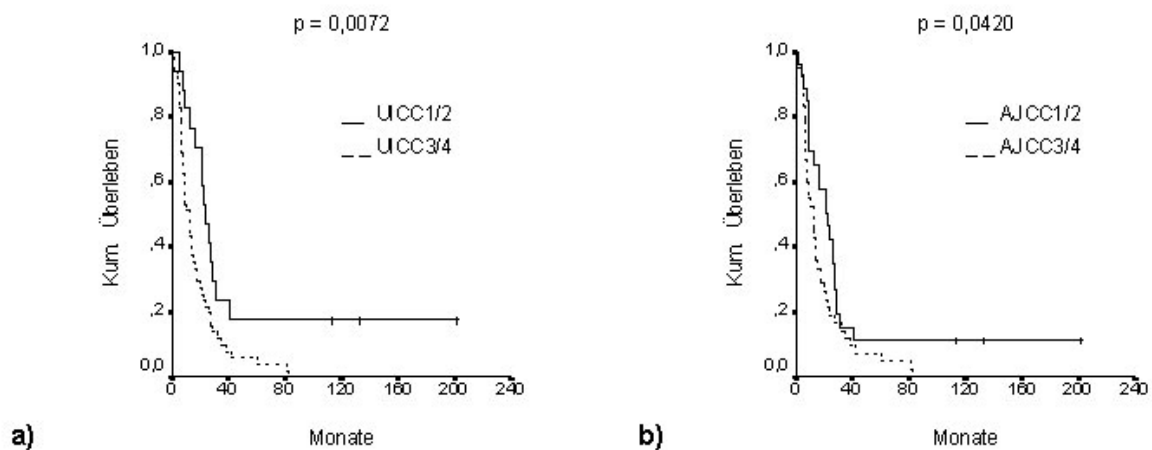 p = 0,0072
1,0
,8
,6
,4
,2
0,0
Kum. Überleben
UICC1/2
UICC3/4
0 40 80 120 160 200 240
Monate
a)
p = 0,0420
1,0
,8
,6
,4
,2
0,0
Kum. Überleben
AJCC1/2
AJCC3/4
0 40 80 120 160 200 240
Monate
b)